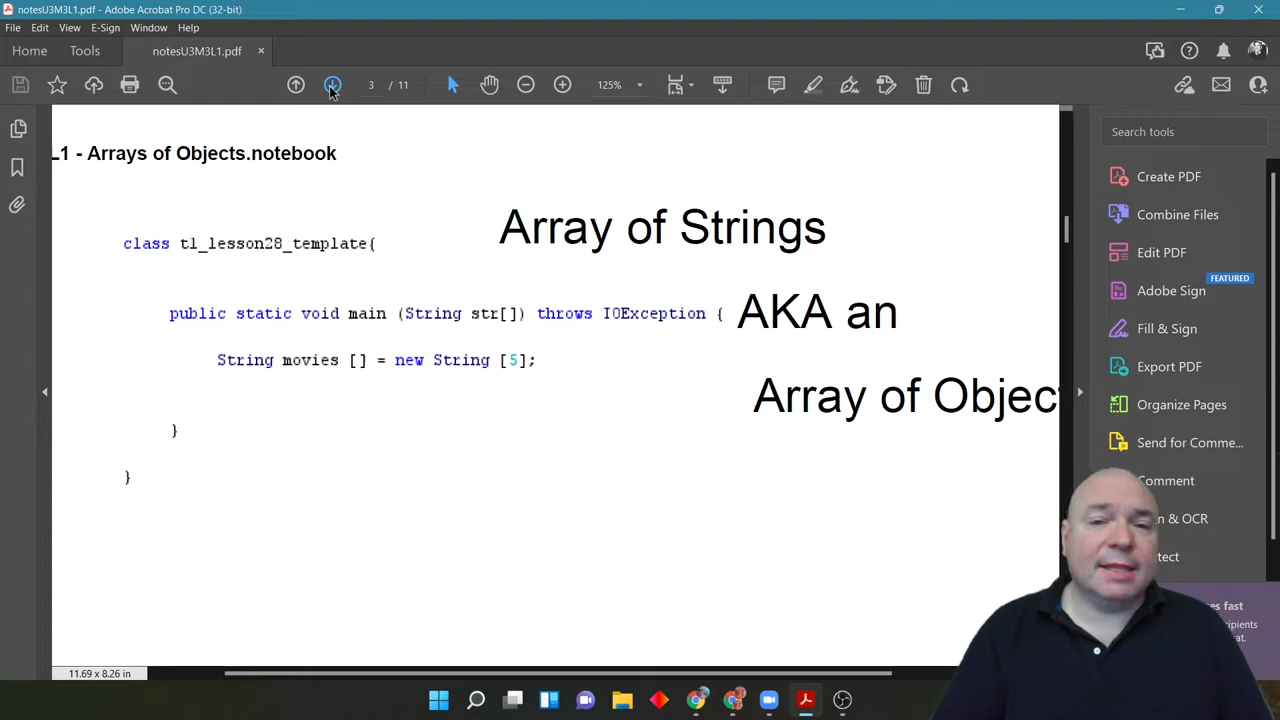 notesU3M3L1.pdf - Adobe Acrobat Pro DC (32-bit)
File Edit View E-Sign Window Help
Home Tools notesU3M3L1.pdf ×
3 / 11 125%
L1 - Arrays of Objects.notebook
Array of Strings
class tl_lesson28_template{
public static void main (String str[]) throws IOException {
AKA an
String movies [] = new String [5];
Array of Objec
}
}
11.69 x 8.26 in
Search tools
Create PDF
Combine Files
Edit PDF
FEATURED
Adobe Sign
Fill & Sign
Export PDF
Organize Pages
Send for Comme...
Comment
n & OCR
tect
es fast
cipients
at.